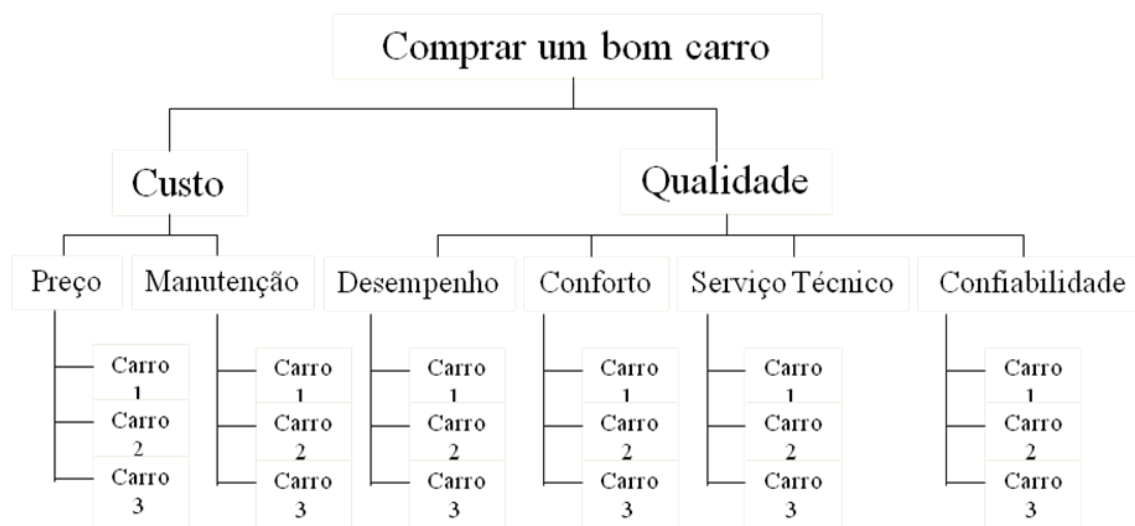 Comprar um bom carro
Custo
Qualidade
Preço
Manutenção
Desempenho
Conforto
Serviço Técnico
Confiabilidade
Carro
1
Carro
2
Carro
3
Carro
1
Carro
2
Carro
3
Carro
1
Carro
2
Carro
3
Carro
1
Carro
2
Carro
3
Carro
1
Carro
2
Carro
3
Carro
1
Carro
2
Carro
3